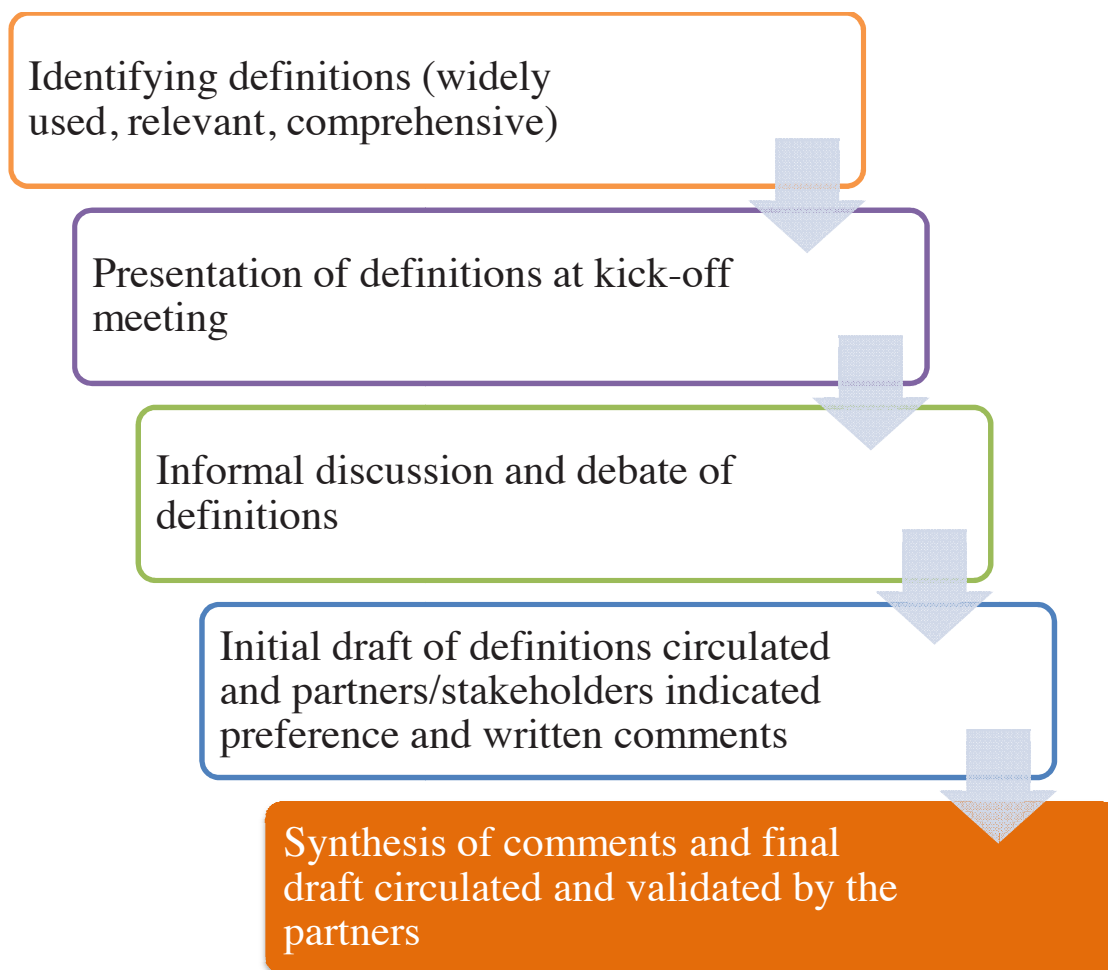 Identifying definitions (widely
used, relevant, comprehensive)
Presentation of definitions at kick-off
meeting
Informal discussion and debate of
definitions
Initial draft of definitions circulated
and partners/stakeholders indicated
preference and written comments
Synthesis of comments and final
draft circulated and validated by the
partners